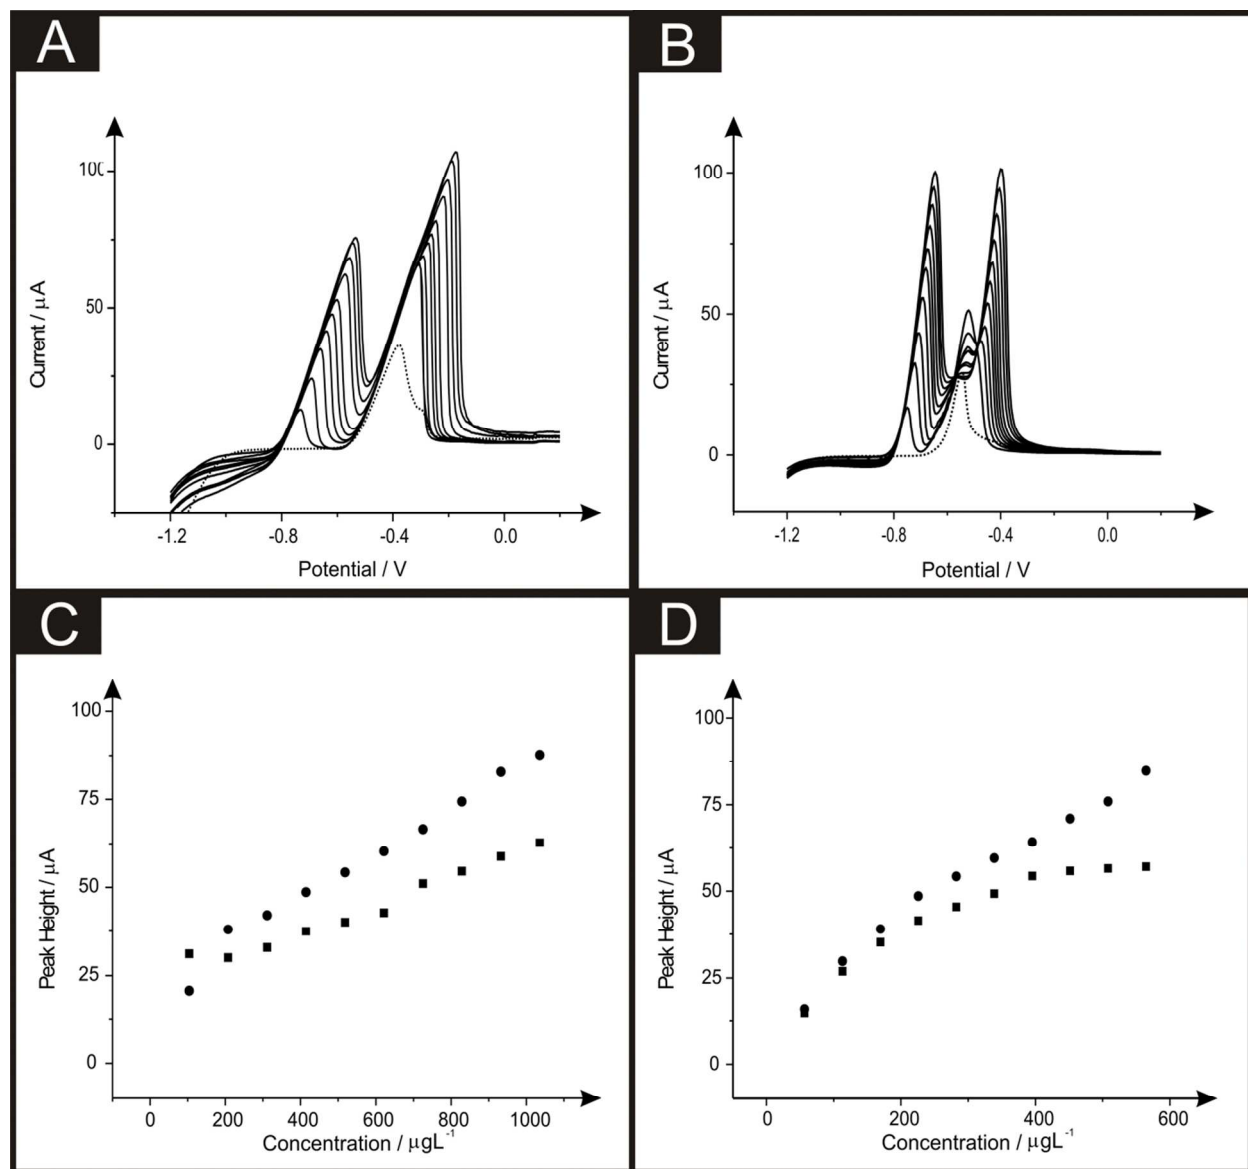 A
100
50
0
Current / μA
-1.2 -0.8 -0.4 0.0
Potential / V
B
100
50
0
Current / μA
-1.2 -0.8 -0.4 0.0
Potential / V
C
100
75
50
25
0
Peak Height / μA
0 200 400 600 800 1000
Concentration / μgL⁻¹
D
100
75
50
25
0
Peak Height / μA
0 200 400 600
Concentration / μgL⁻¹